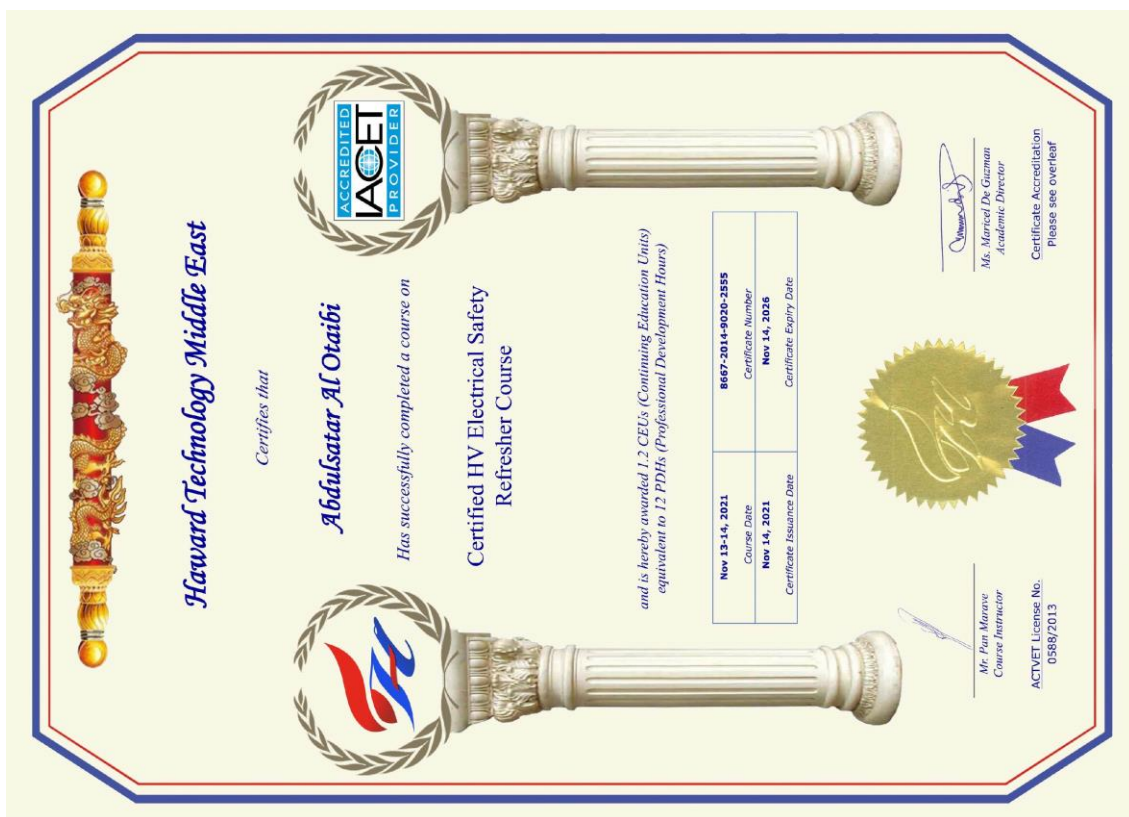 Haward Technology Middle East
Certifies that
Abdulsatar Al Otaibi
Has successfully completed a course on
Certified HV Electrical Safety
Refresher Course
ACCREDITED
IACET
PROVIDER
and is hereby awarded 1.2 CEUs (Continuing Education Units)
equivalent to 12 PDHs (Professional Development Hours)
Nov 13-14, 2021
Course Date
8667-2014-9020-2555
Certificate Number
Nov 14, 2021
Certificate Issuance Date
Nov 14, 2026
Certificate Expiry Date
Mr. Pan Marave
Course Instructor
ACTVET License No.
0588/2013
Ms. Maricel De Guzman
Academic Director
Certificate Accreditation
Please see overleaf